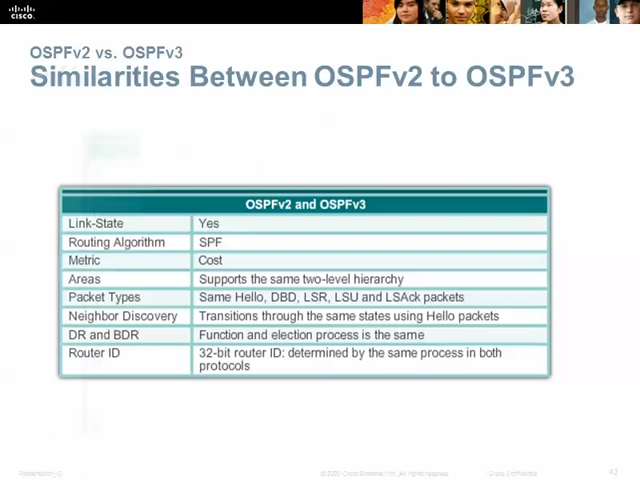 CISCO
OSPFv2 vs. OSPFv3
Similarities Between OSPFv2 to OSPFv3
OSPFv2 and OSPFv3
Link-State Yes
Routing Algorithm SPF
Metric Cost
Areas Supports the same two-level hierarchy
Packet Types Same Hello, DBD, LSR, LSU and LSAck packets
Neighbor Discovery Transitions through the same states using Hello packets
DR and BDR Function and election process is the same
Router ID 32-bit router ID: determined by the same process in both
protocols
Presentation_ID © 2008 Cisco Systems, Inc. All rights reserved. Cisco Confidential 42